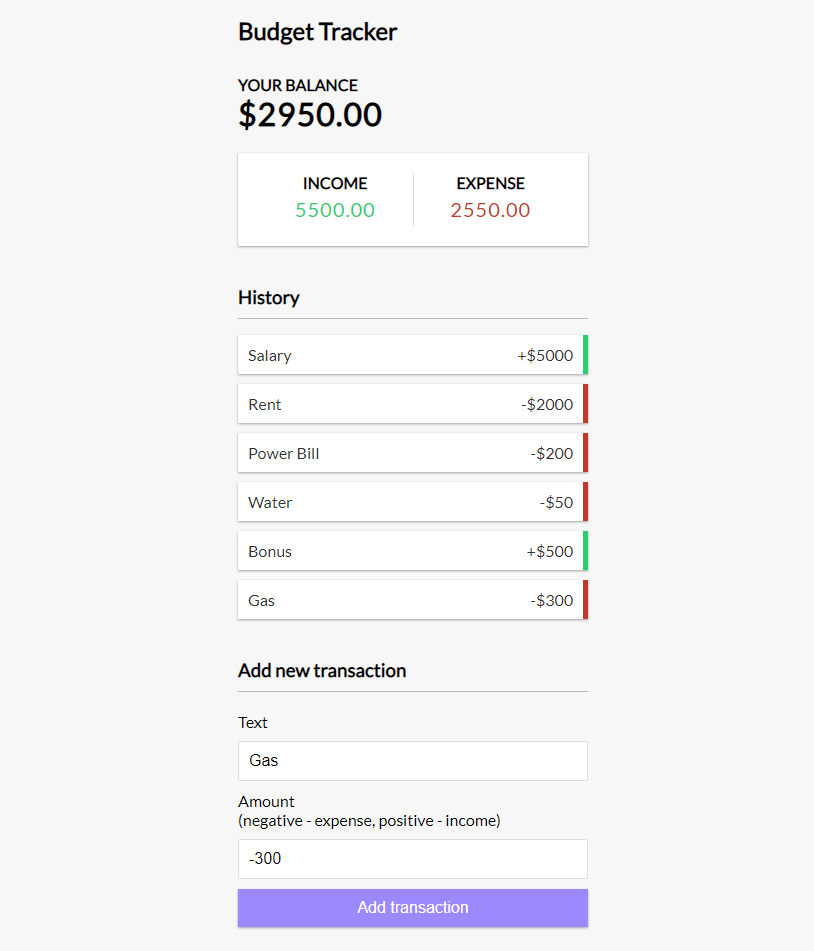 Budget Tracker
YOUR BALANCE
$2950.00
INCOME EXPENSE
5500.00 2550.00
History
Salary +$5000
Rent -$2000
Power Bill -$200
Water -$50
Bonus +$500
Gas -$300
Add new transaction
Text
Gas
Amount
(negative - expense, positive - income)
-300
Add transaction